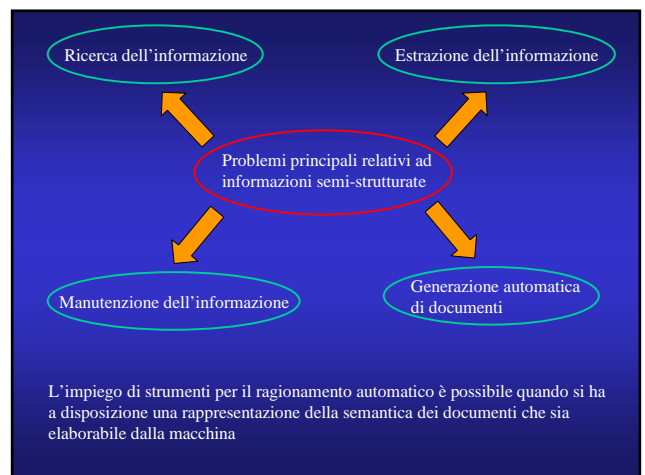 Ricerca dell'informazione
Estrazione dell'informazione
Problemi principali relativi ad
informazioni semi-strutturate
Manutenzione dell'informazione
Generazione automatica
di documenti
L'impiego di strumenti per il ragionamento automatico è possibile quando si ha
a disposizione una rappresentazione della semantica dei documenti che sia
elaborabile dalla macchina